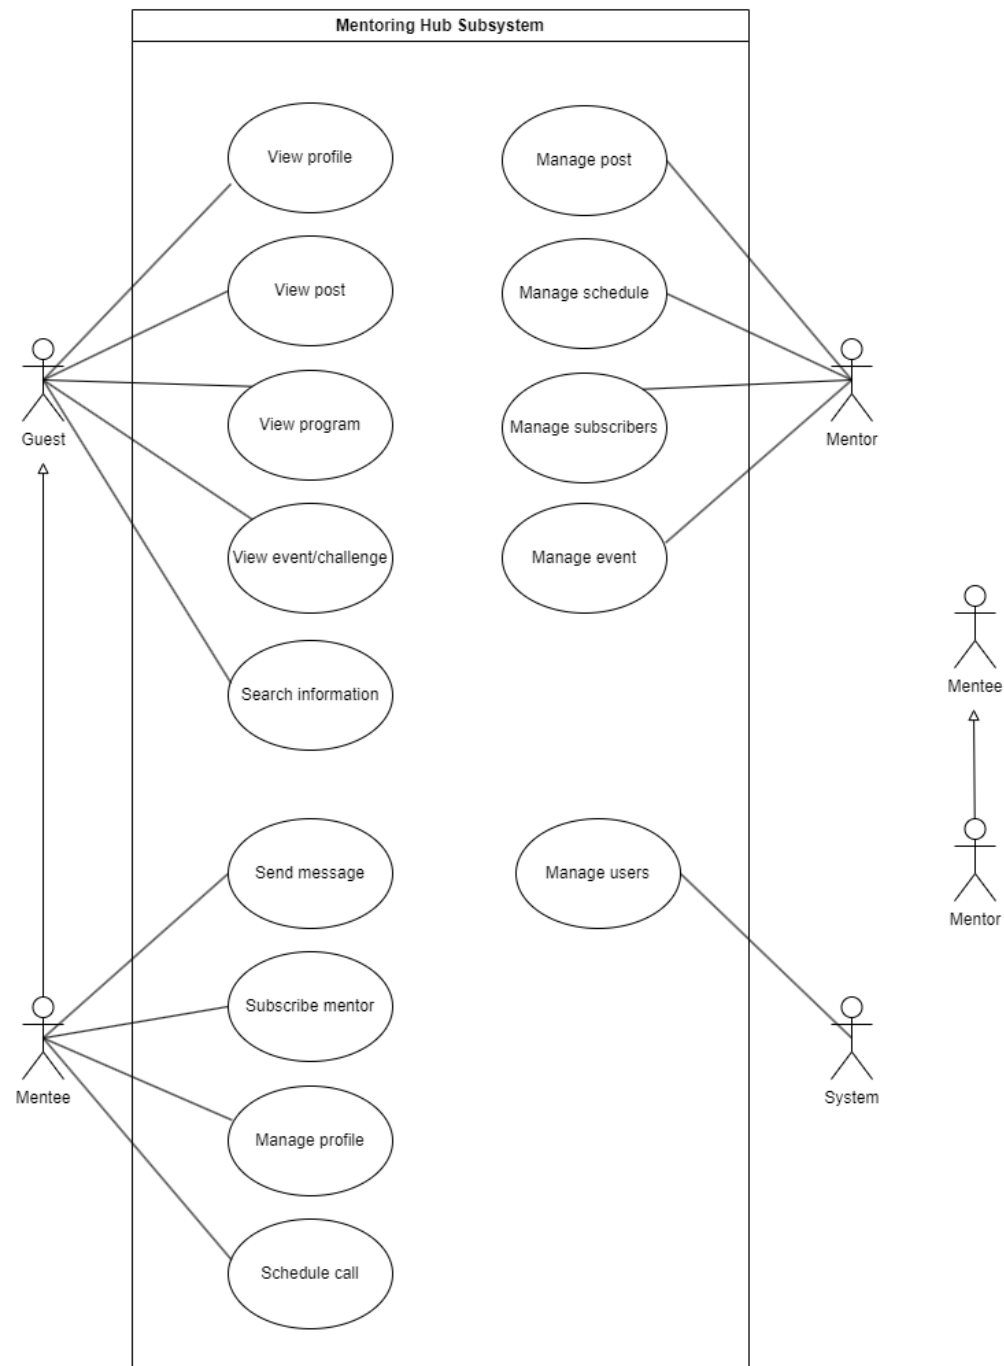 Mentoring Hub Subsystem
View profile
Manage post
View post
Manage schedule
Guest
View program
Manage subscribers
Mentor
View event/challenge
Manage event
Search information
Mentee
Send message
Manage users
Mentor
Subscribe mentor
Mentee
System
Manage profile
Schedule call